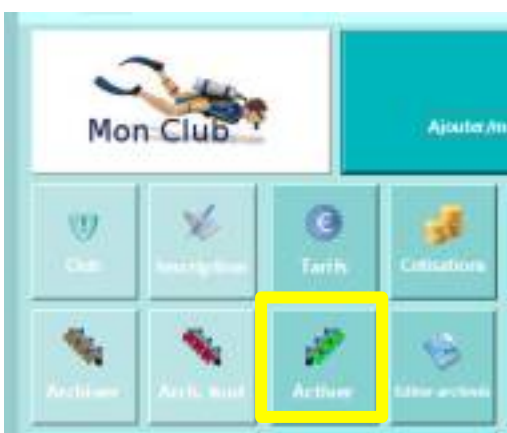 Mon Club
Ajouter/m
Club
Inscription
Tarifs
Cotisations
Archiver
Arch. tout
Activer
Editer archivés